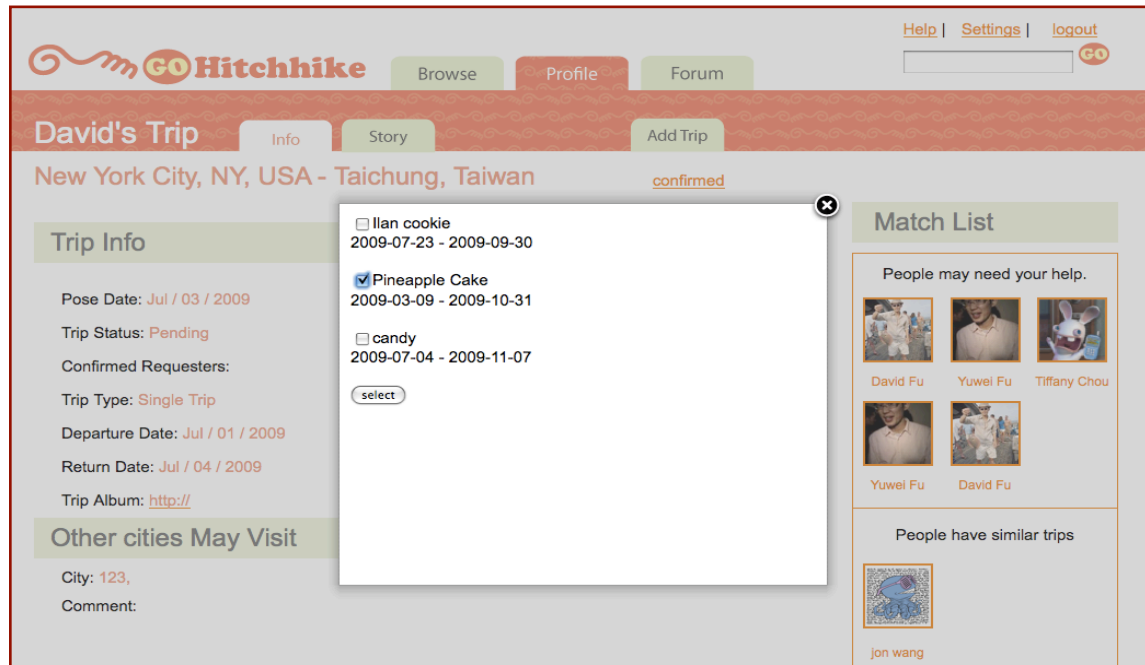 Help | Settings | logout
GO Hitchhike
Browse
Profile
Forum
GO
David's Trip
Info
Story
Add Trip
New York City, NY, USA - Taichung, Taiwan
confirmed
Ilan cookie
2009-07-23 - 2009-09-30
Pineapple Cake
2009-03-09 - 2009-10-31
candy
2009-07-04 - 2009-11-07
select
Trip Info
Pose Date: Jul / 03 / 2009
Trip Status: Pending
Confirmed Requesters:
Trip Type: Single Trip
Departure Date: Jul / 01 / 2009
Return Date: Jul / 04 / 2009
Trip Album: http://
Other cities May Visit
City: 123,
Comment:
Match List
People may need your help.
David Fu
Yuwei Fu
Tiffany Chou
Yuwei Fu
David Fu
People have similar trips
jon wang